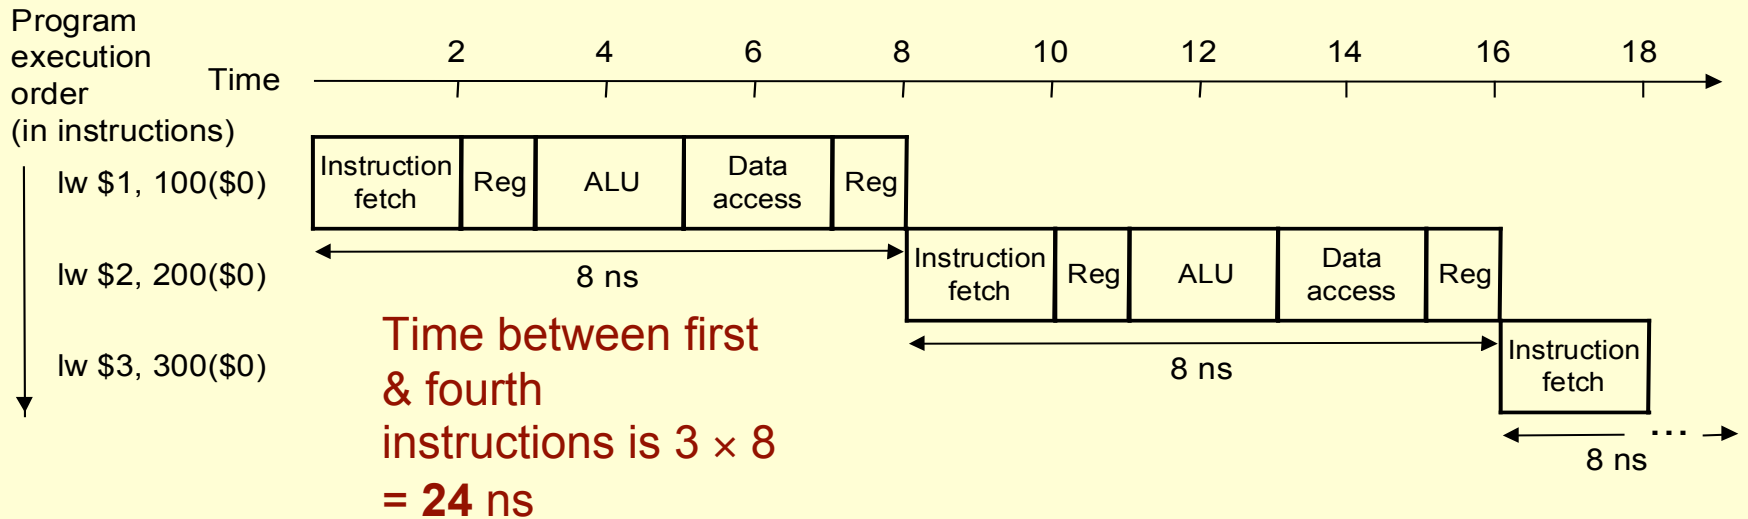 Program
execution
order
(in instructions)
Time
2 4 6 8 10 12 14 16 18
lw $1, 100($0)
Instruction
fetch
Reg
ALU
Data
access
Reg
8 ns
lw $2, 200($0)
Instruction
fetch
Reg
ALU
Data
access
Reg
8 ns
lw $3, 300($0)
Instruction
fetch
...
8 ns
Time between first
& fourth
instructions is 3 × 8
= 24 ns